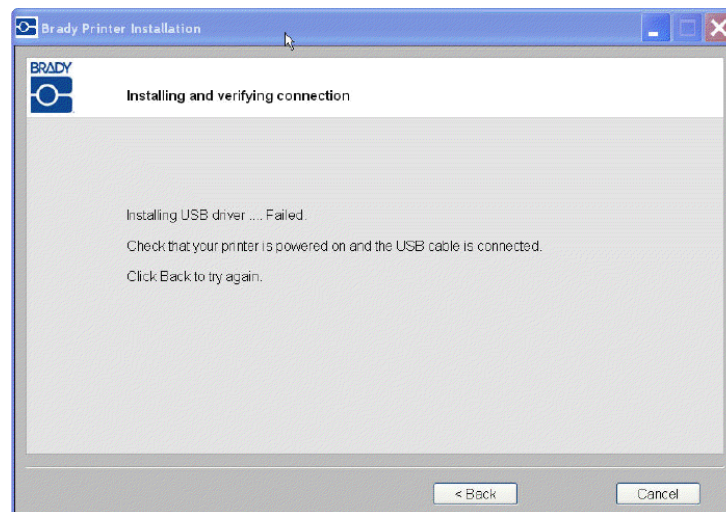 Brady Printer Installation
BRADY
Installing and verifying connection
Installing USB driver .... Failed.
Check that your printer is powered on and the USB cable is connected.
Click Back to try again.
< Back
Cancel